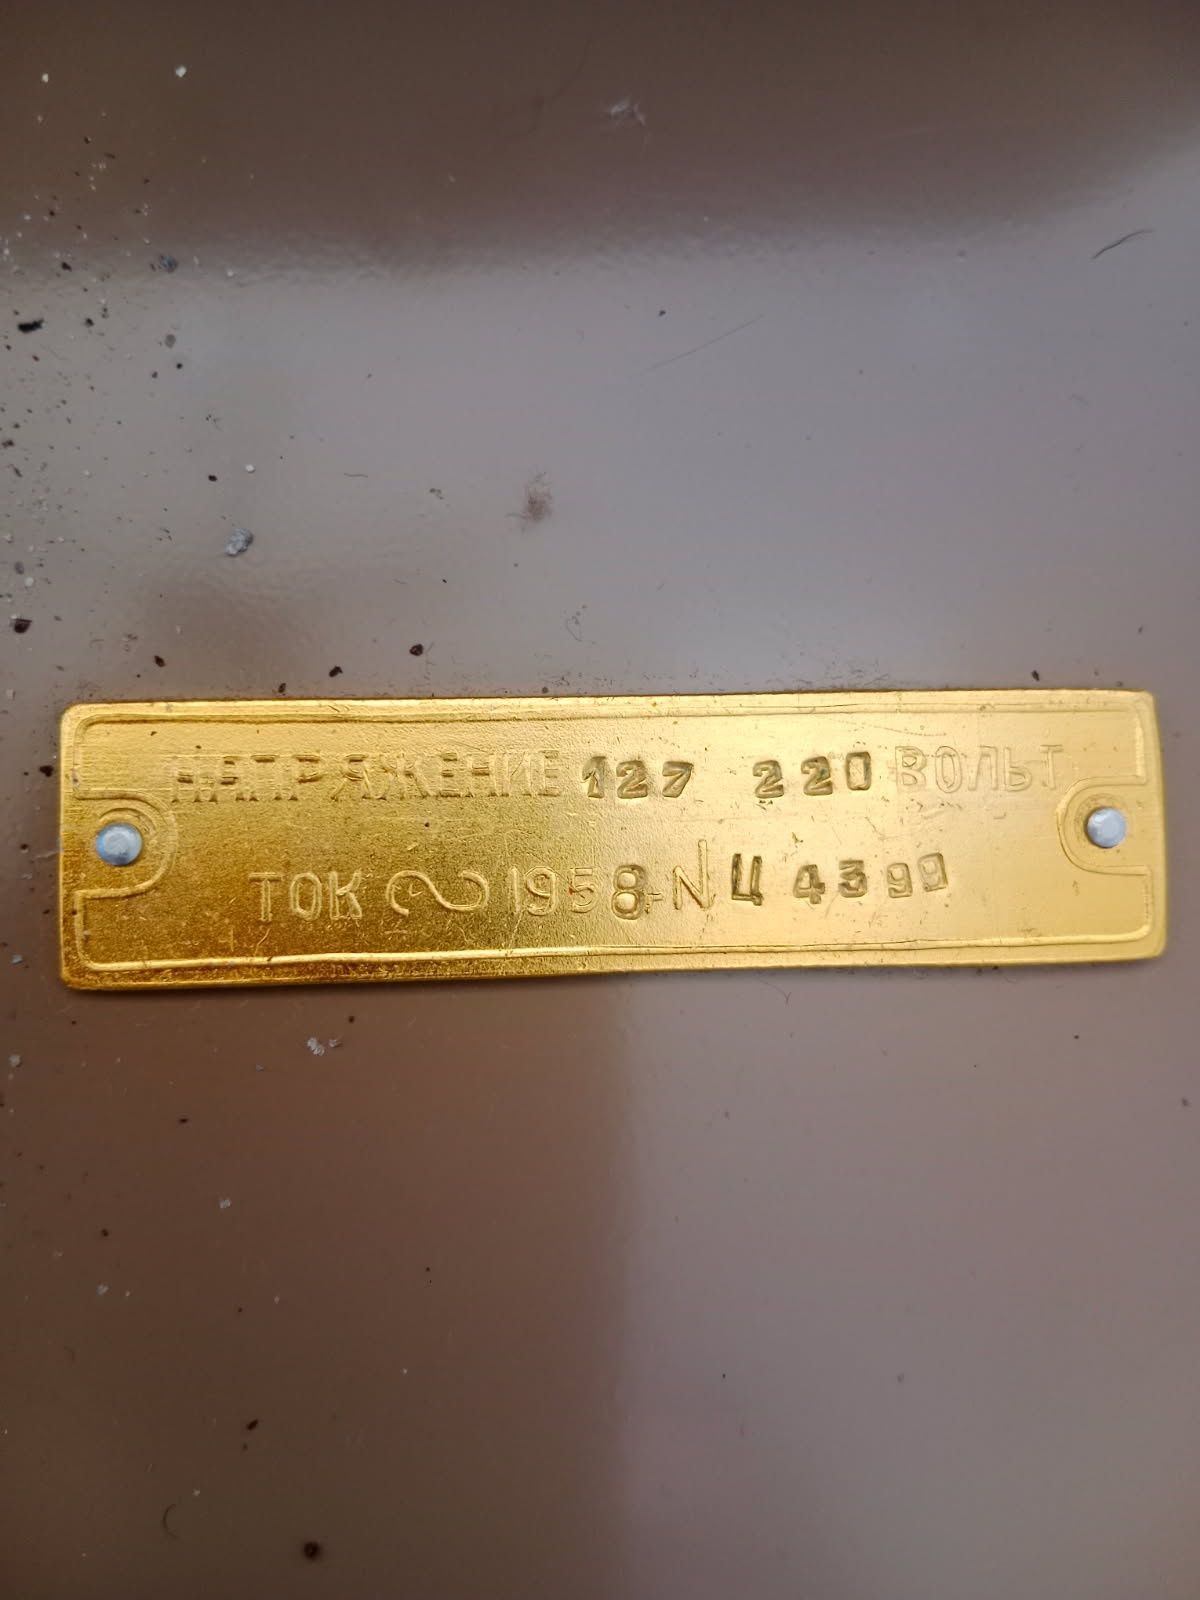 НАПРЯЖЕНИЕ 127 220 ВОЛЬТ
ТОК ∾ 1958 N Ц 4399